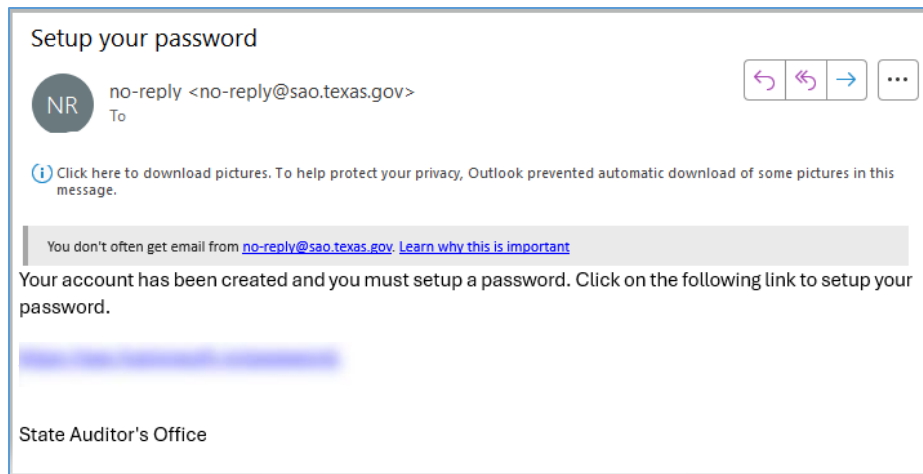 Setup your password
NR
no-reply <no-reply@sao.texas.gov>
To
Click here to download pictures. To help protect your privacy, Outlook prevented automatic download of some pictures in this
message.
You don't often get email from no-reply@sao.texas.gov. Learn why this is important
Your account has been created and you must setup a password. Click on the following link to setup your
password.
State Auditor's Office